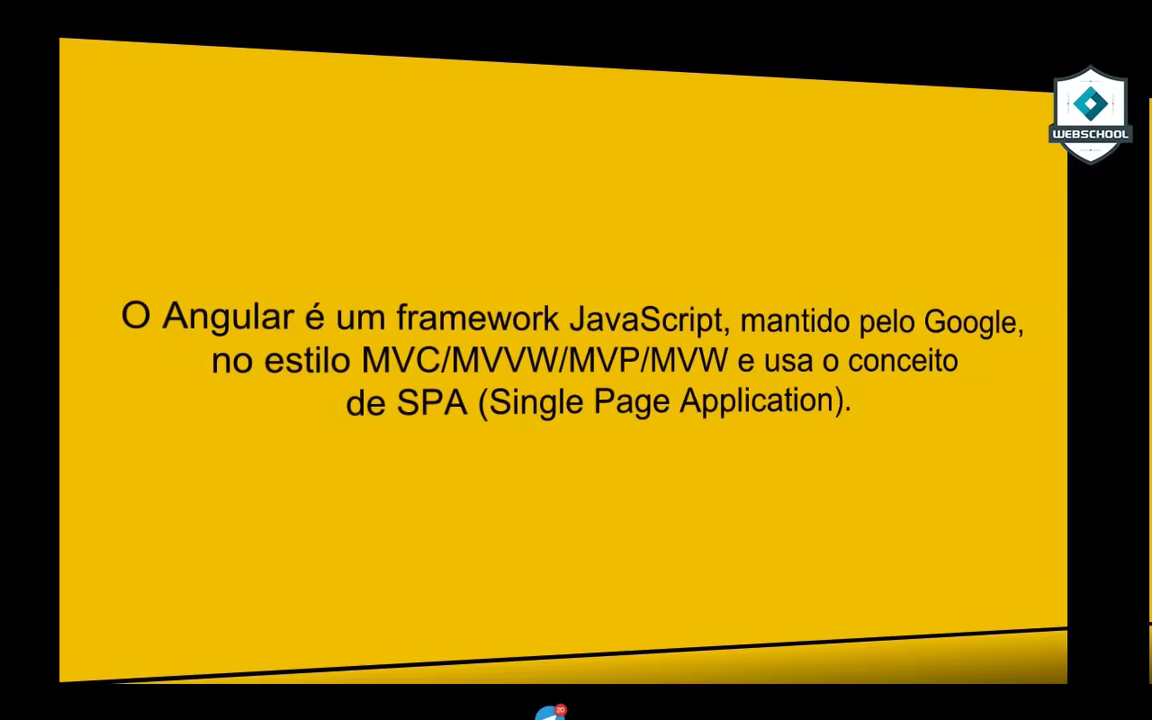 O Angular é um framework JavaScript, mantido pelo Google,
no estilo MVC/MVVW/MVP/MVW e usa o conceito
de SPA (Single Page Application).
WEBSCHOOL
20